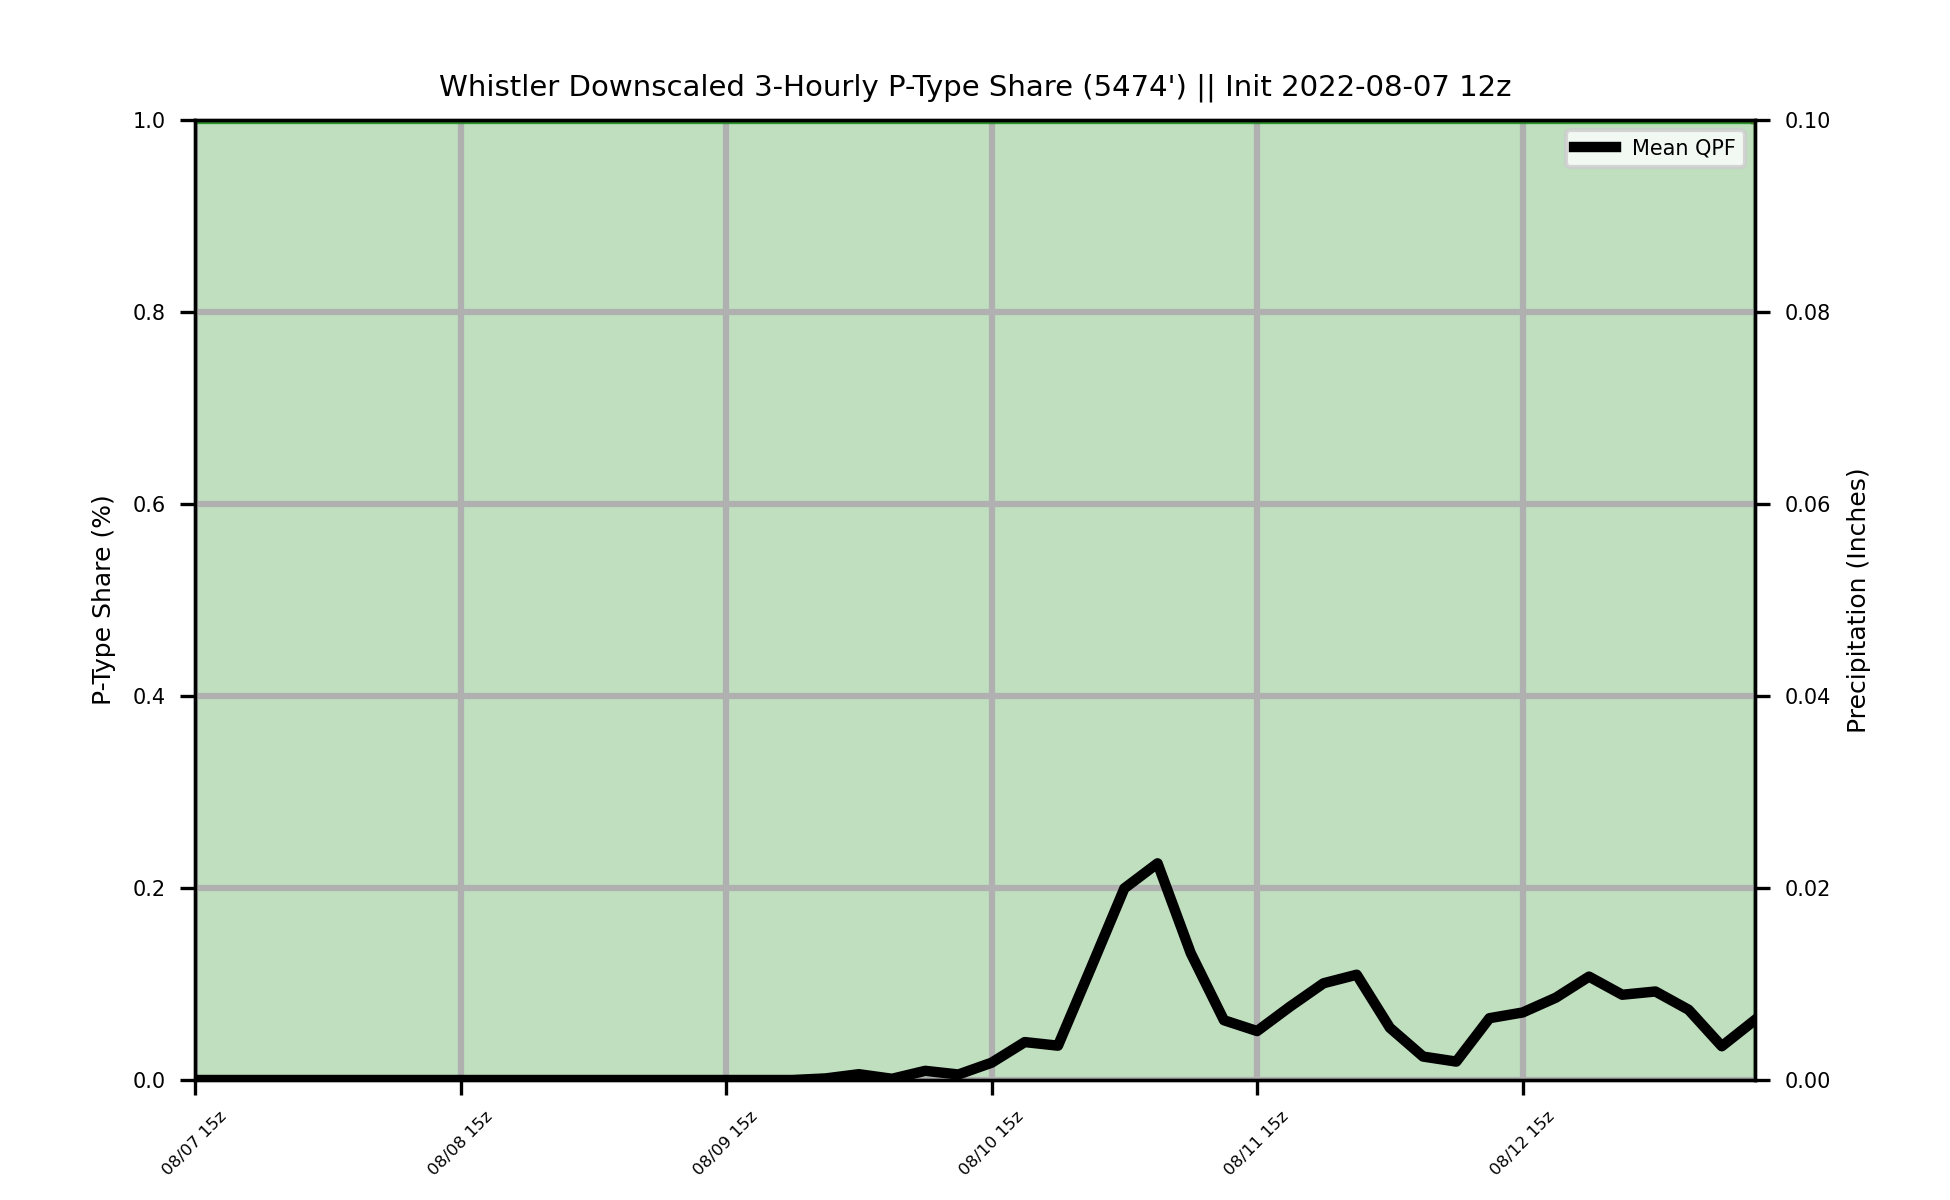 Whistler Downscaled 3-Hourly P-Type Share (5474') || Init 2022-08-07 12z
Mean QPF
P-Type Share (%)
1.0
0.8
0.6
0.4
0.2
0.0
0.10
0.08
0.06
0.04
0.02
0.00
Precipitation (Inches)
08/07 15z
08/08 15z
08/09 15z
08/10 15z
08/11 15z
08/12 15z